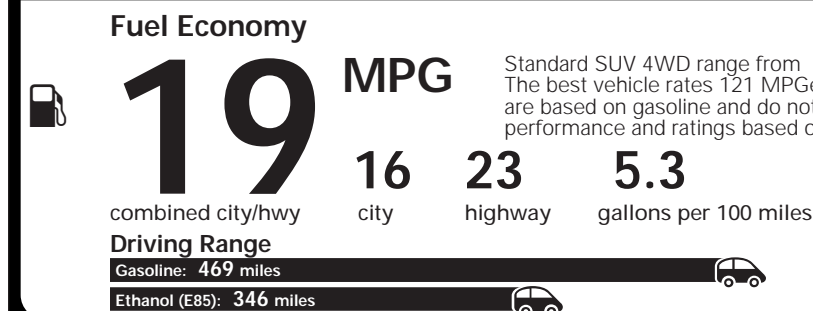 Fuel Economy
19 MPG
Standard SUV 4WD range from
The best vehicle rates 121 MPGe
are based on gasoline and do not
performance and ratings based o
16 23 5.3
combined city/hwy city highway gallons per 100 miles
Driving Range
Gasoline: 469 miles
Ethanol (E85): 346 miles